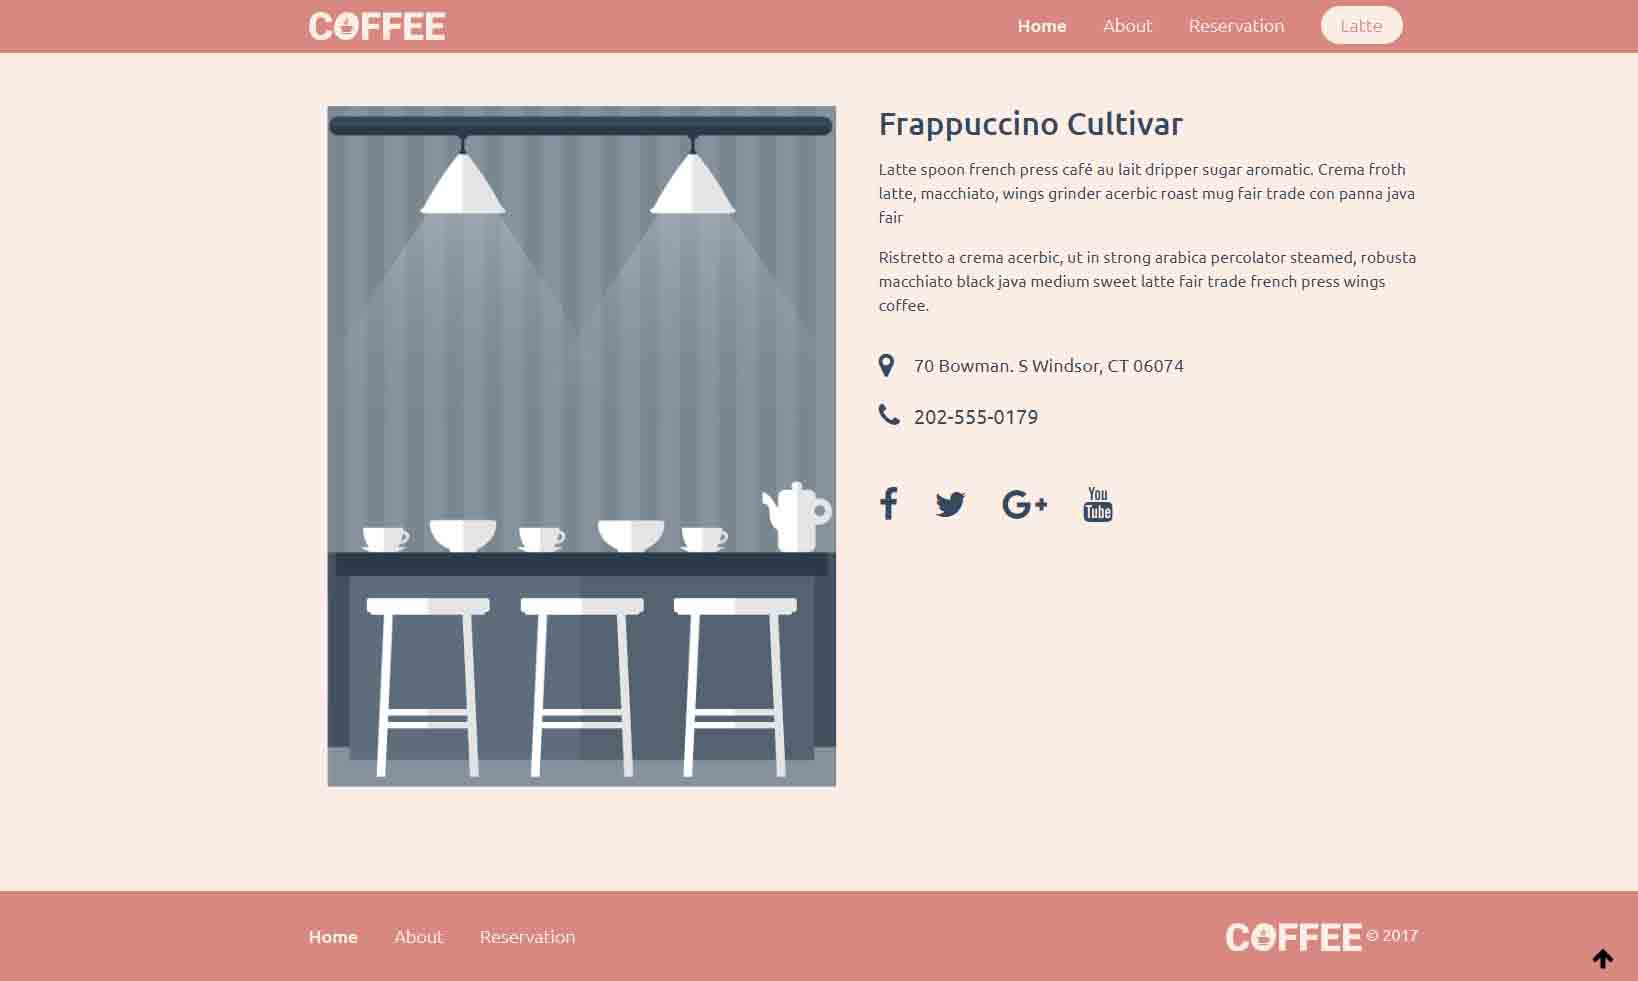 COFFEE
Home About Reservation Latte
Frappuccino Cultivar
Latte spoon french press café au lait dripper sugar aromatic. Crema froth
latte, macchiato, wings grinder acerbic roast mug fair trade con panna java
fair
Ristretto a crema acerbic, ut in strong arabica percolator steamed, robusta
macchiato black java medium sweet latte fair trade french press wings
coffee.
70 Bowman. S Windsor, CT 06074
202-555-0179
f G+ You
Tube
Home About Reservation COFFEE © 2017